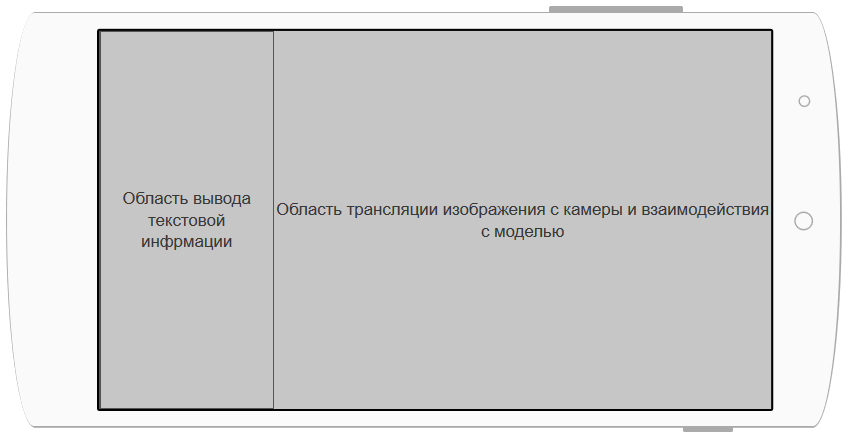 Область вывода
текстовой
инфрмации
Область трансляции изображения с камеры и взаимодействия
с моделью